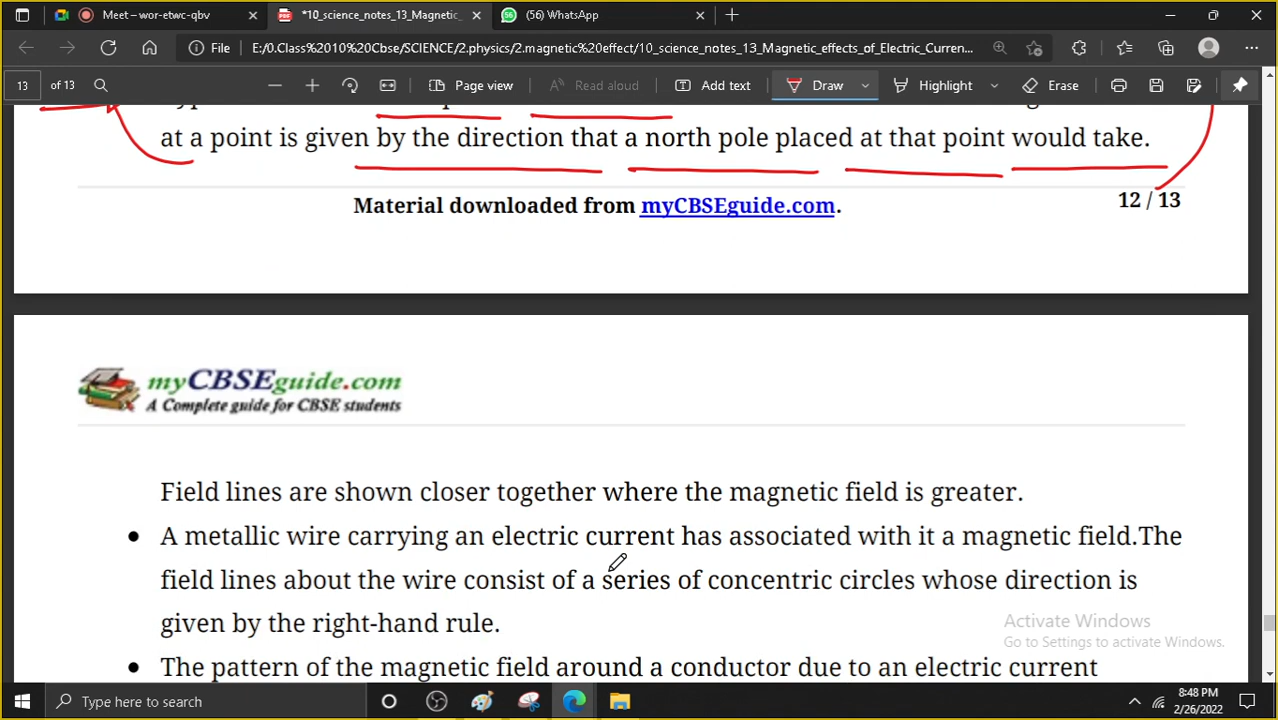 Meet – wor-etwc-qbv
*10_science_notes_13_Magnetic_
(56) WhatsApp
File
E:/0.Class%2010%20Cbse/SCIENCE/2.physics/2.magnetic%20effect/10_science_notes_13_Magnetic_effects_of_Electric_Curren...
13 of 13
Page view
Read aloud
Add text
Draw
Highlight
Erase
at a point is given by the direction that a north pole placed at that point would take.
Material downloaded from myCBSEguide.com.
12 / 13
myCBSEguide.com
A Complete guide for CBSE students
Field lines are shown closer together where the magnetic field is greater.
● A metallic wire carrying an electric current has associated with it a magnetic field.The
field lines about the wire consist of a series of concentric circles whose direction is
given by the right-hand rule.
● The pattern of the magnetic field around a conductor due to an electric current
Activate Windows
Go to Settings to activate Windows.
Type here to search
8:48 PM
2/26/2022